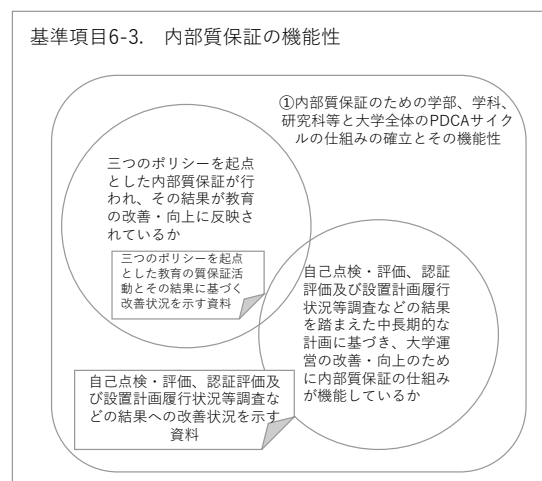 基準項目6-3.　内部質保証の機能性
①内部質保証のための学部、学科、
研究科等と大学全体のPDCAサイク
ルの仕組みの確立とその機能性
三つのポリシーを起点
とした内部質保証が行
われ、その結果が教育
の改善・向上に反映さ
れているか
三つのポリシーを起点
とした教育の質保証活
動とその結果に基づく
改善状況を示す資料
自己点検・評価、認証
評価及び設置計画履行
状況等調査などの結果
を踏まえた中長期的な
計画に基づき、大学運
営の改善・向上のため
に内部質保証の仕組み
が機能しているか
自己点検・評価、認証評価及
び設置計画履行状況等調査な
どの結果への改善状況を示す
資料